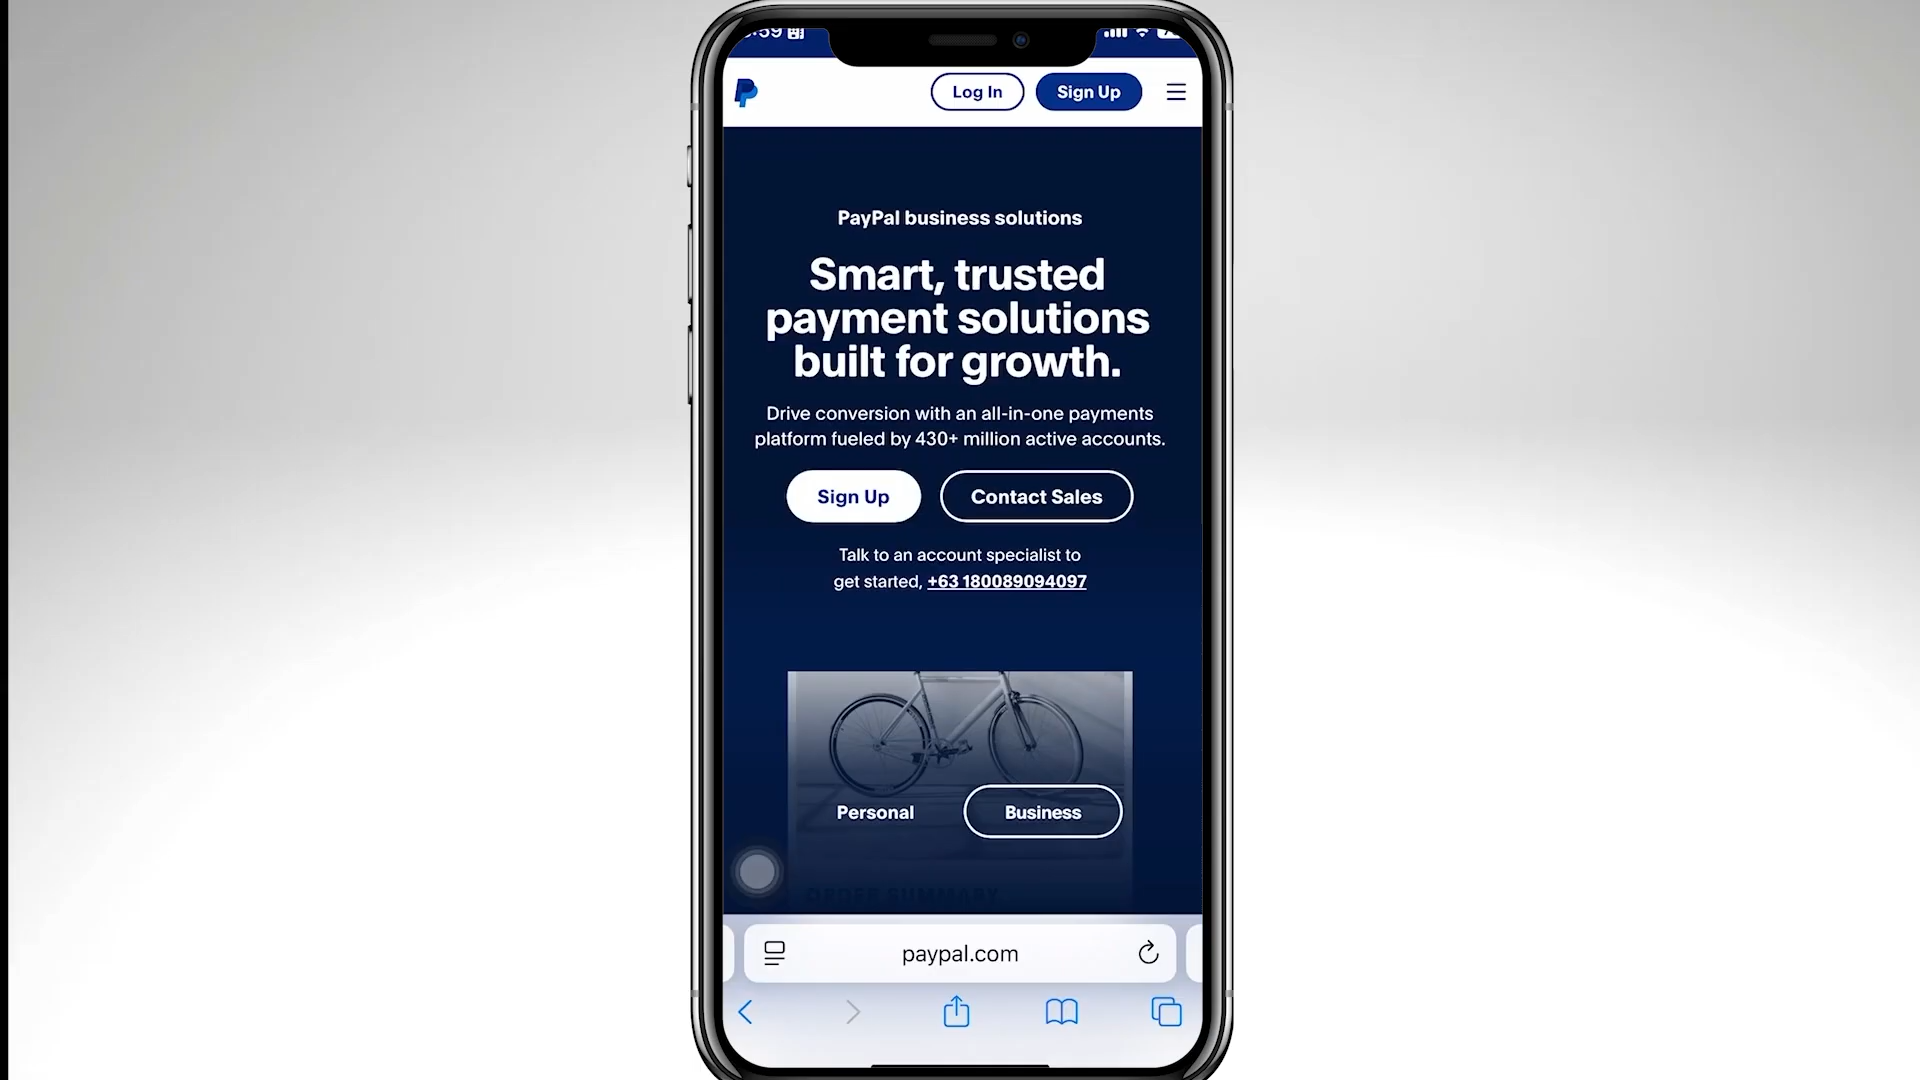 Log In
Sign Up
PayPal business solutions
Smart, trusted
payment solutions
built for growth.
Drive conversion with an all-in-one payments
platform fueled by 430+ million active accounts.
Sign Up
Contact Sales
Talk to an account specialist to
get started, +63 180089094097
Personal
Business
ORDER SUMMARY
paypal.com